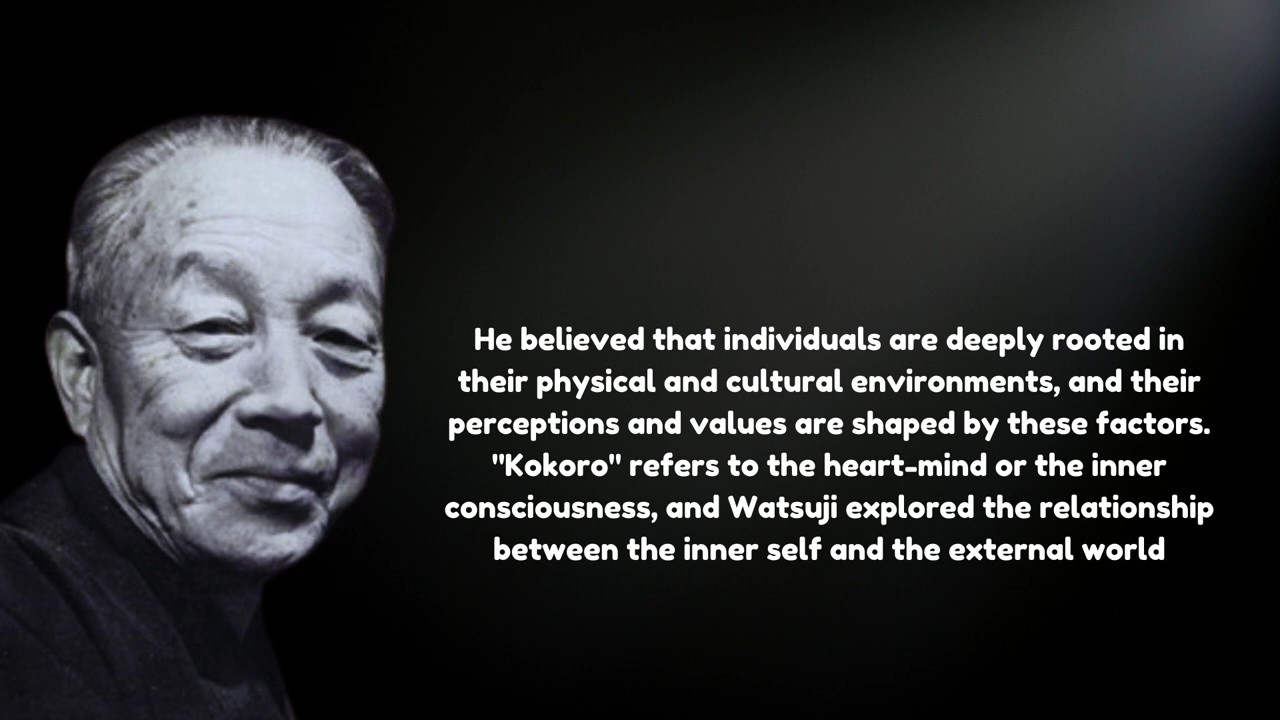 He believed that individuals are deeply rooted in
their physical and cultural environments, and their
perceptions and values are shaped by these factors.
"Kokoro" refers to the heart-mind or the inner
consciousness, and Watsuji explored the relationship
between the inner self and the external world